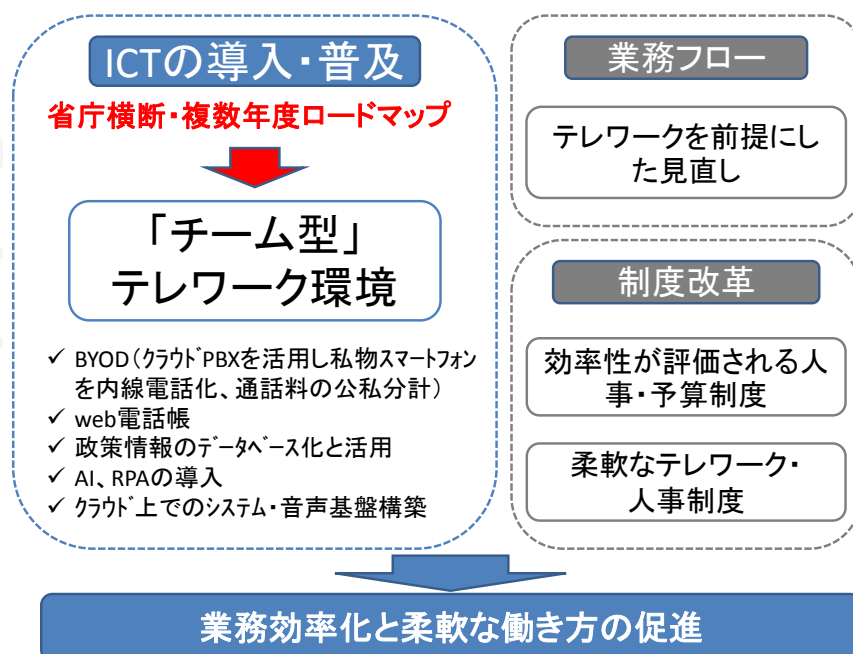 ICTの導入・普及
省庁横断・複数年度ロードマップ
「チーム型」
テレワーク環境
✓ BYOD（ｸﾗｳﾄﾞPBXを活用し私物ｽﾏｰﾄﾌｫﾝ
を内線電話化、通話料の公私分計）
✓ web電話帳
✓ 政策情報のﾃﾞｰﾀﾍﾞｰｽ化と活用
✓ AI、RPAの導入
✓ ｸﾗｳﾄﾞ上でのシステム・音声基盤構築
業務フロー
テレワークを前提にし
た見直し
制度改革
効率性が評価される人
事・予算制度
柔軟なテレワーク・
人事制度
業務効率化と柔軟な働き方の促進